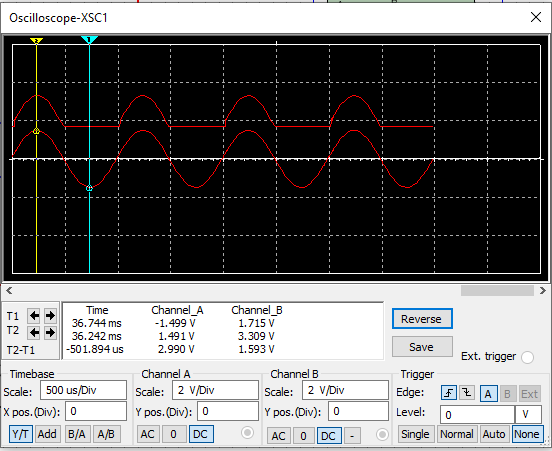 Oscilloscope-XSC1
2 1
T1
T2
T2-T1
Time Channel_A Channel_B
36.744 ms -1.499 V 1.715 V
36.242 ms 1.491 V 3.309 V
-501.894 us 2.990 V 1.593 V
Reverse
Save
Ext. trigger
Timebase
Scale: 500 us/Div
X pos.(Div): 0
Y/T Add B/A A/B
Channel A
Scale: 2 V/Div
Y pos.(Div): 0
AC 0 DC
Channel B
Scale: 2 V/Div
Y pos.(Div): 0
AC 0 DC -
Trigger
Edge: A B Ext
Level: 0 V
Single Normal Auto None